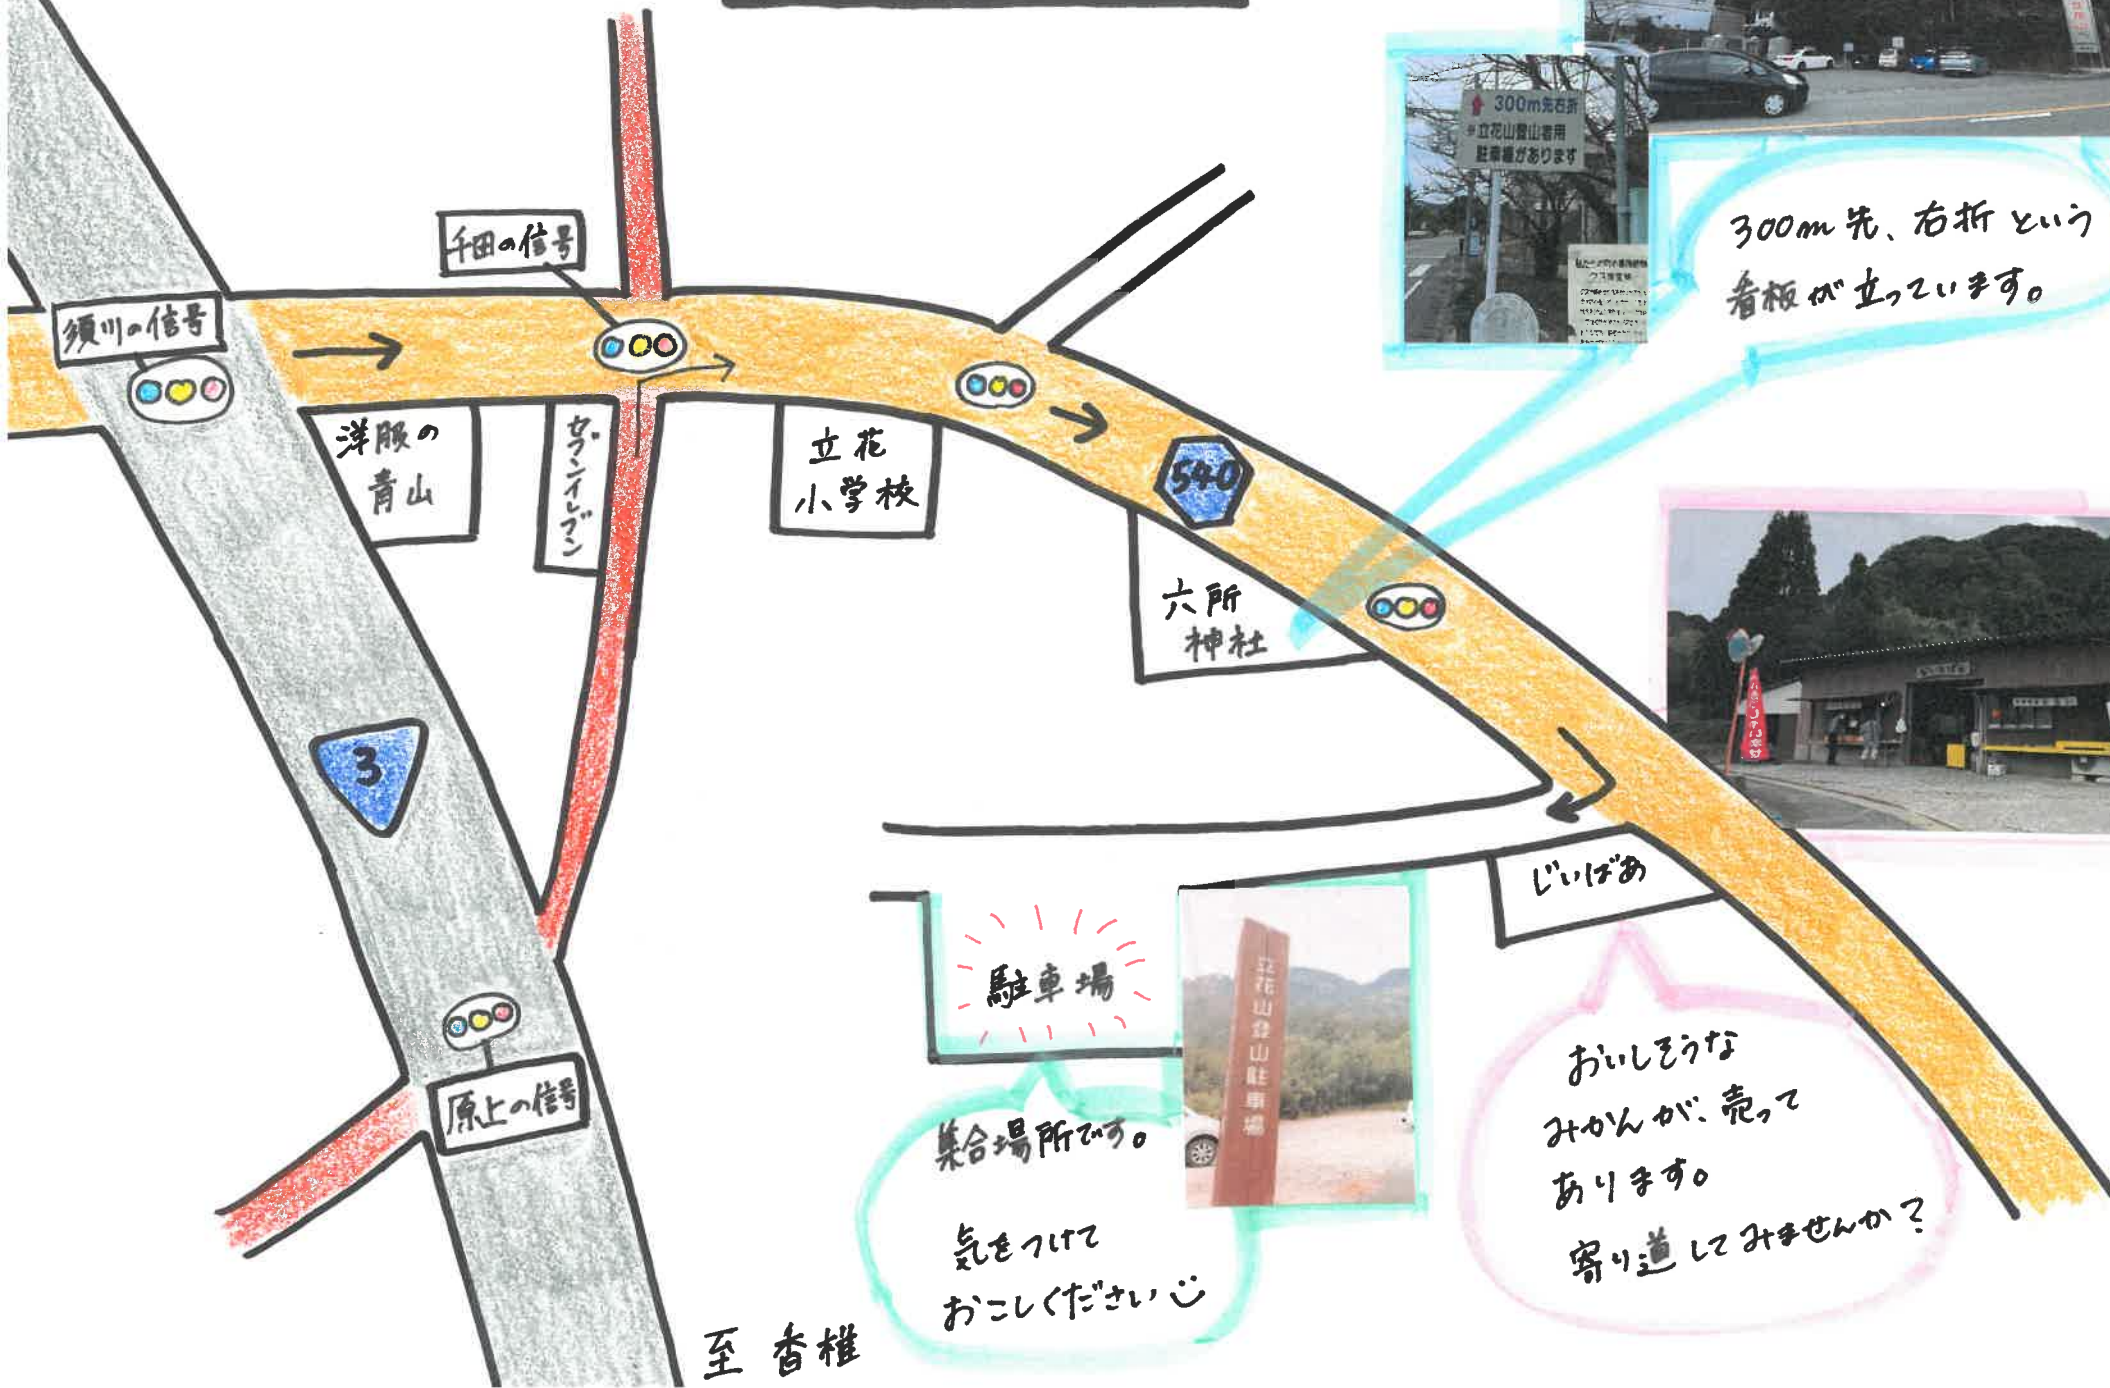 300m先右折
※立花山登山者用
駐車場があります
300m先、右折という
看板が立っています。
千田の信号
須川の信号
洋服の
青山
セブンイレブン
立花
小学校
540
六所
神社
3
じいばあ
駐車場
立花山登山駐車場
原上の信号
集合場所です。
気をつけて
おこしください
おいしそうな
みかんが、売って
あります。
寄り道してみませんか?
至 香椎